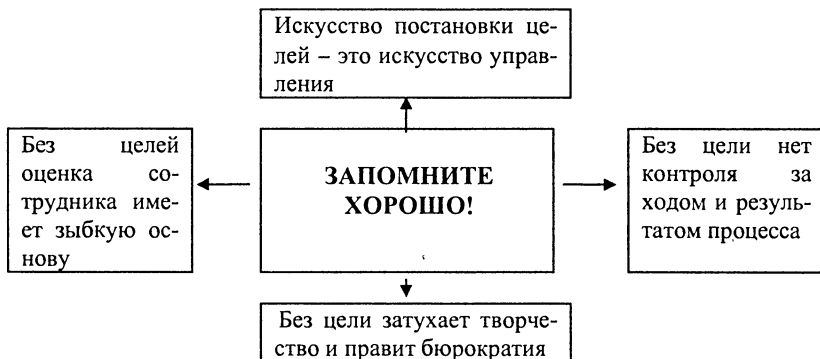 Искусство постановки це-
лей – это искусство управ-
ления
Без целей
оценка со-
трудника име-
ет зыбкую ос-
нову
ЗАПОМНИТЕ
ХОРОШО!
Без цели нет
контроля за
ходом и резуль-
татом процесса
Без цели затухает творче-
ство и правит бюрократия